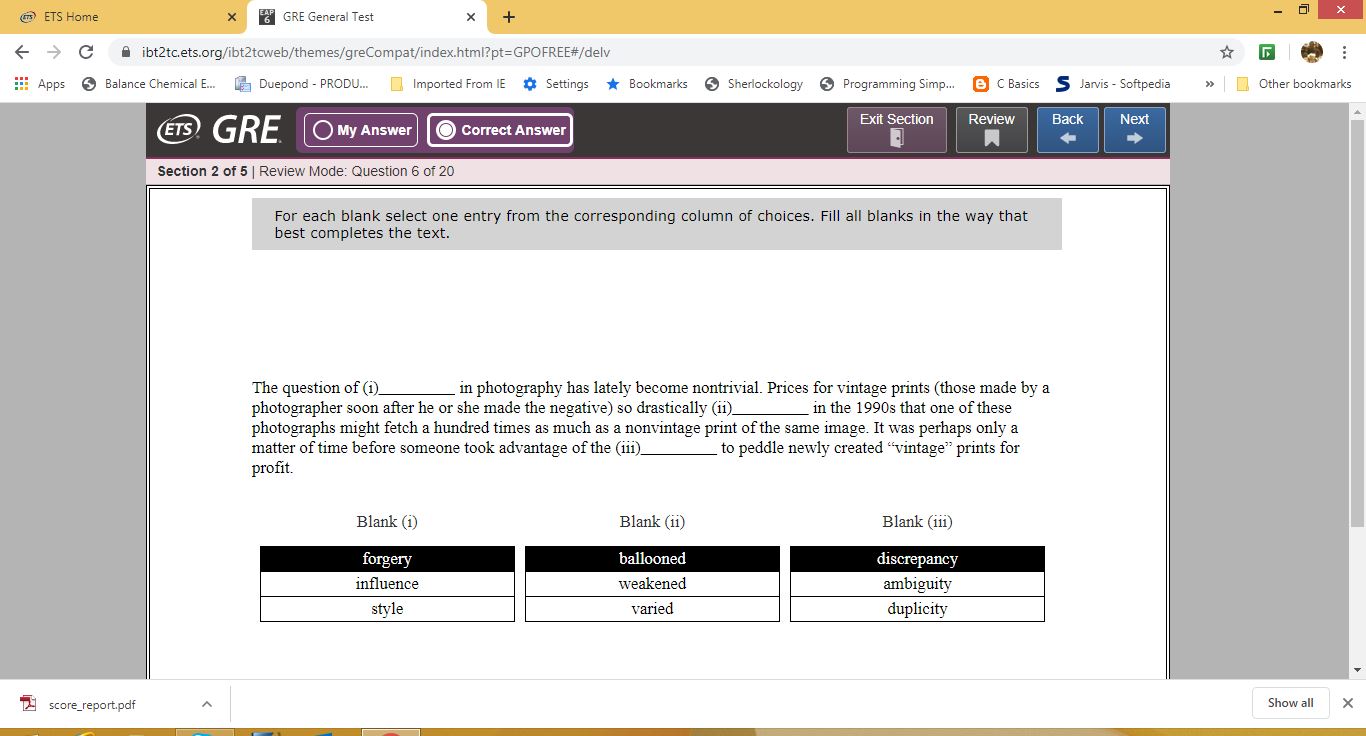 ETS Home
GRE General Test
ibt2tc.ets.org/ibt2tcweb/themes/greCompat/index.html?pt=GPOFREE#/delv
Apps Balance Chemical E... Duepond - PRODU... Imported From IE Settings Bookmarks Sherlockology Programming Simp... C Basics Jarvis - Softpedia » Other bookmarks
ETS GRE My Answer Correct Answer Exit Section Review Back Next
Section 2 of 5 | Review Mode: Question 6 of 20
For each blank select one entry from the corresponding column of choices. Fill all blanks in the way that
best completes the text.
The question of (i)_________ in photography has lately become nontrivial. Prices for vintage prints (those made by a
photographer soon after he or she made the negative) so drastically (ii)_________ in the 1990s that one of these
photographs might fetch a hundred times as much as a nonvintage print of the same image. It was perhaps only a
matter of time before someone took advantage of the (iii)_________ to peddle newly created “vintage” prints for
profit.
Blank (i) Blank (ii) Blank (iii)
forgery ballooned discrepancy
influence weakened ambiguity
style varied duplicity
score_report.pdf Show all